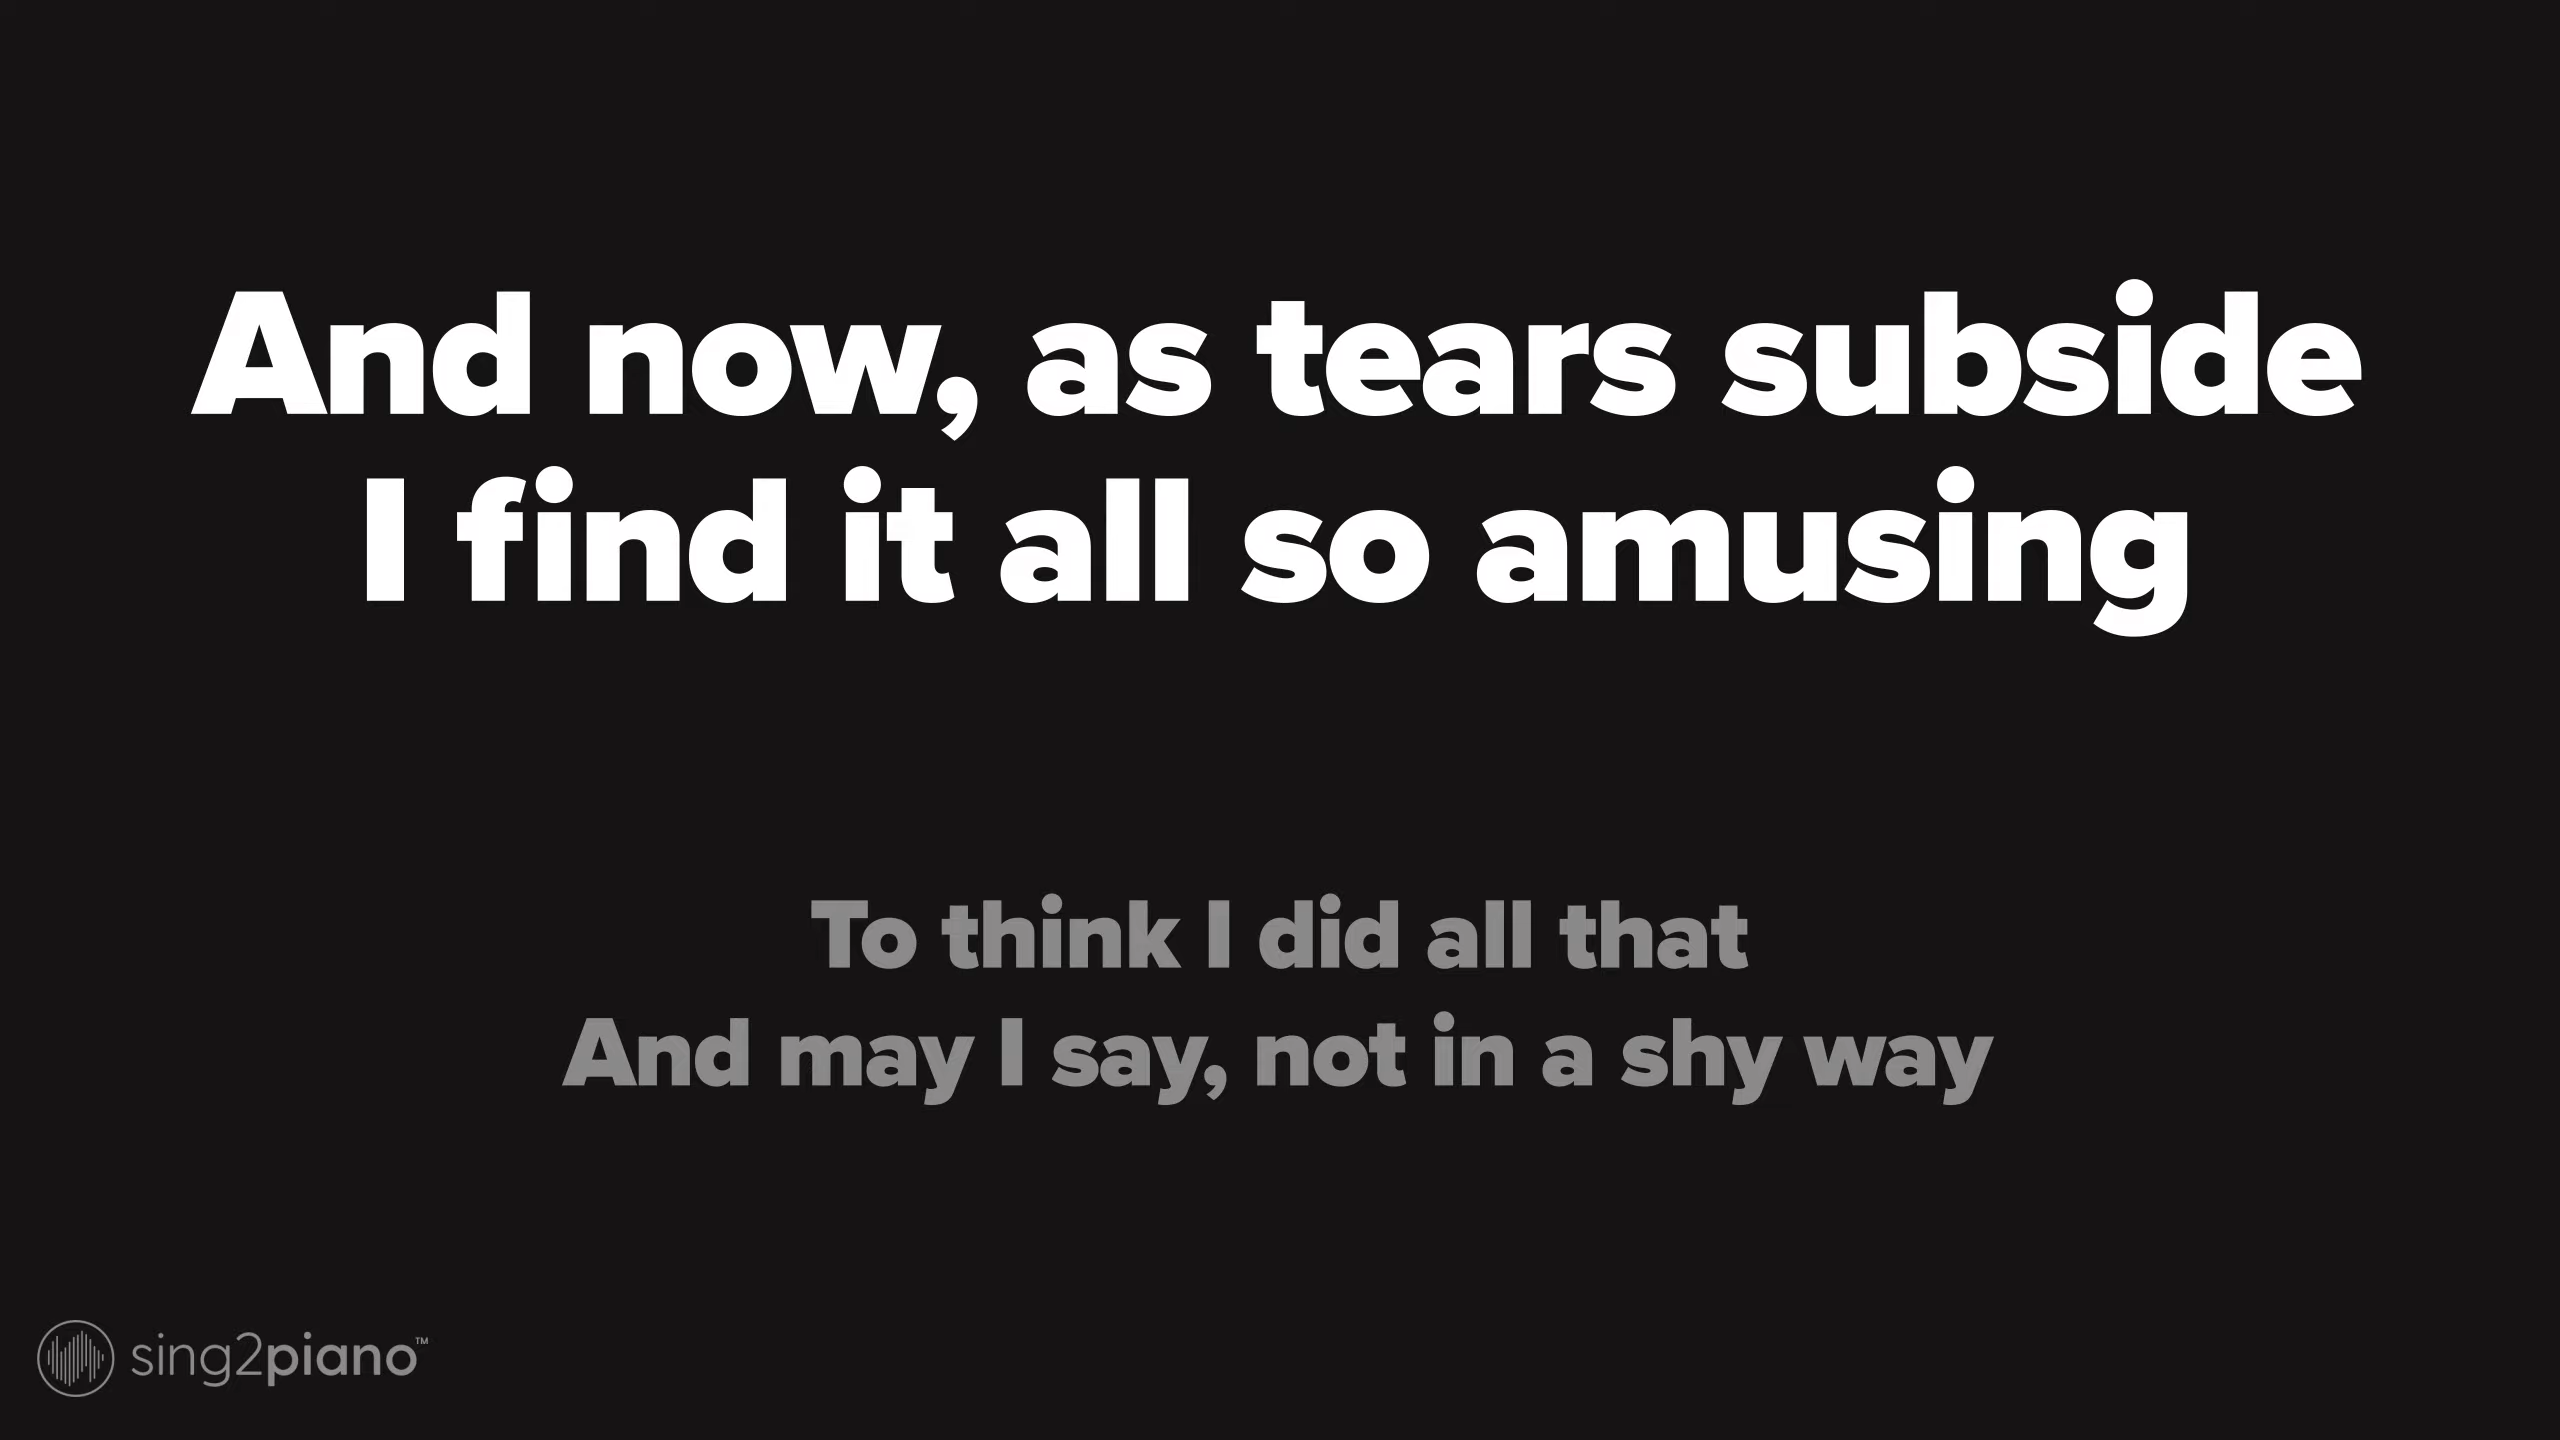 And now, as tears subside
I find it all so amusing
To think I did all that
And may I say, not in a shy way
sing2piano™